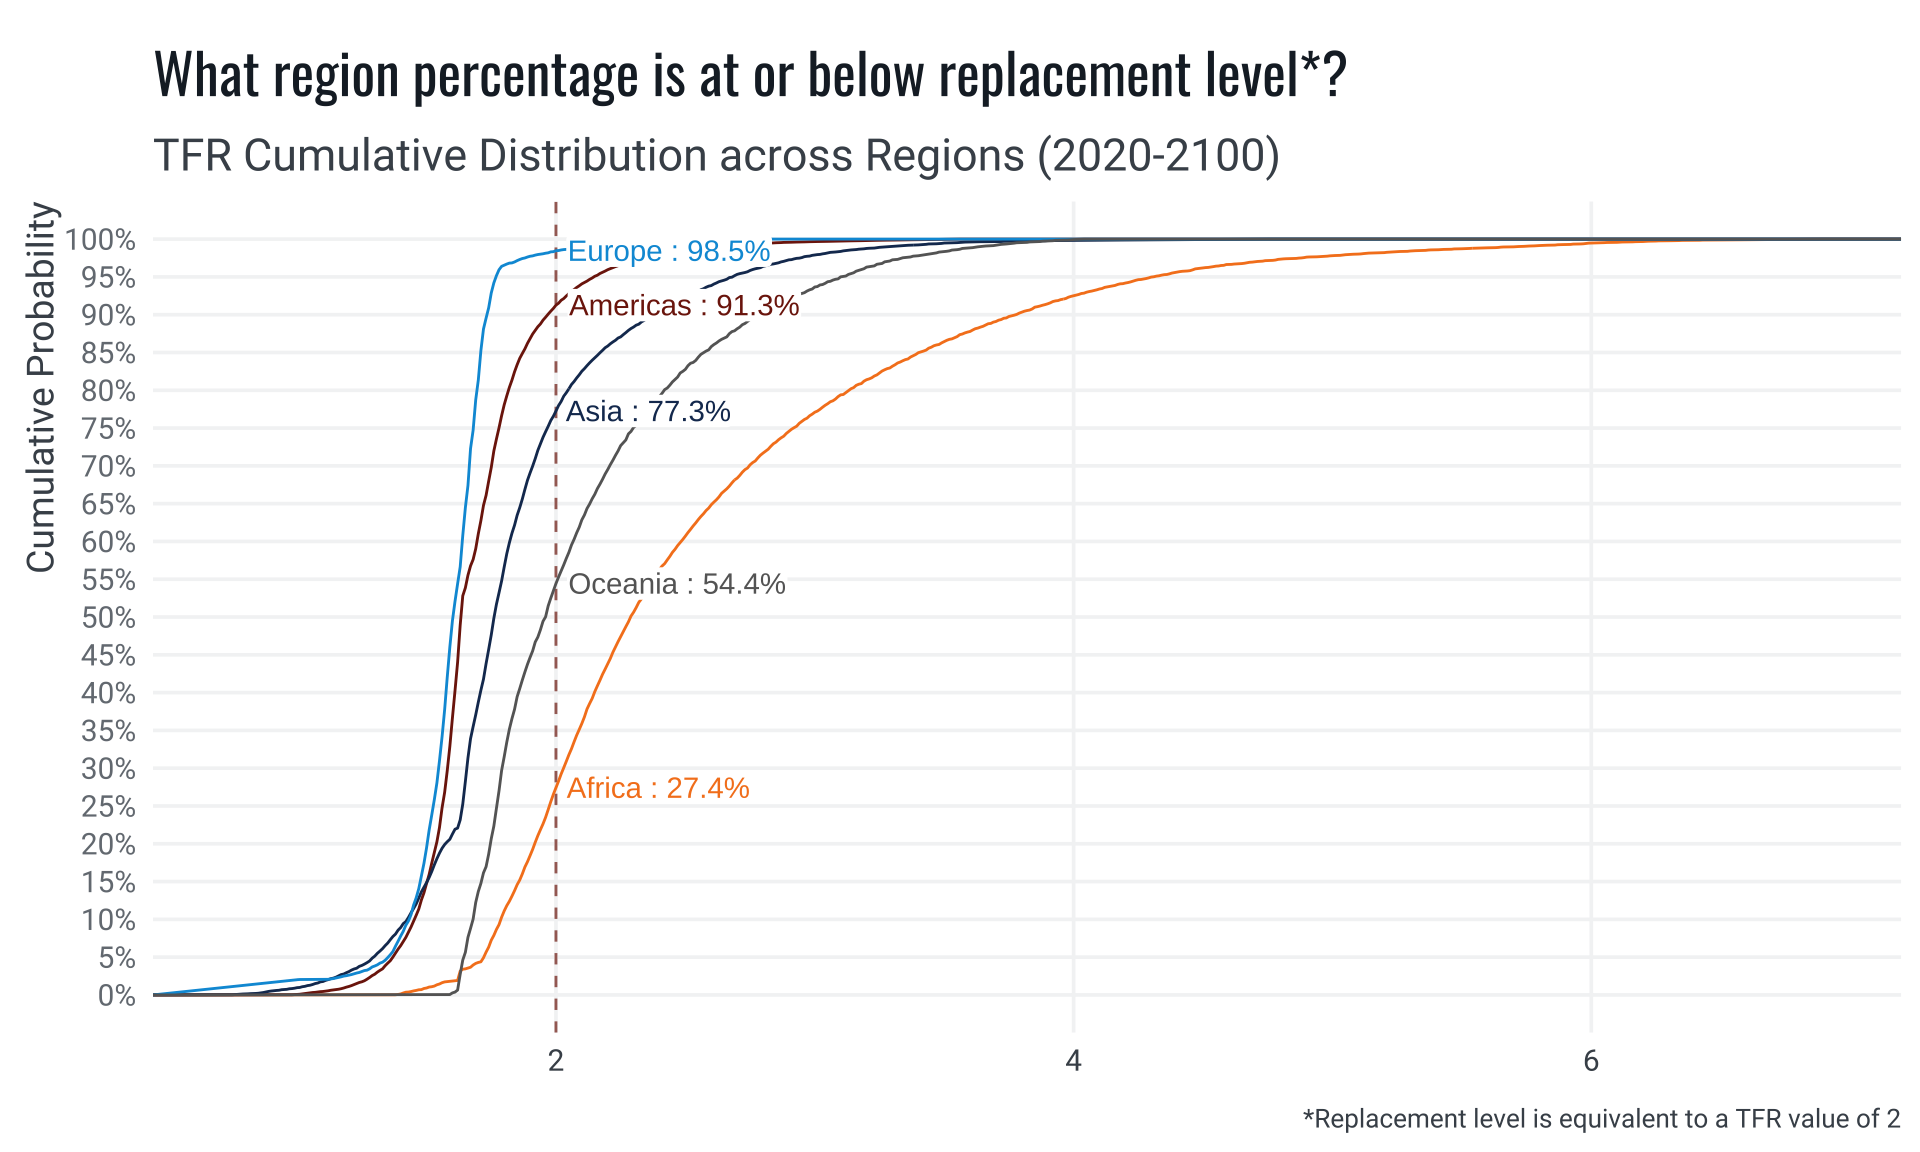 What region percentage is at or below replacement level*?
TFR Cumulative Distribution across Regions (2020-2100)
Cumulative Probability
100%
95%
90%
85%
80%
75%
70%
65%
60%
55%
50%
45%
40%
35%
30%
25%
20%
15%
10%
5%
0%
Europe : 98.5%
Americas : 91.3%
Asia : 77.3%
Oceania : 54.4%
Africa : 27.4%
2
4
6
*Replacement level is equivalent to a TFR value of 2